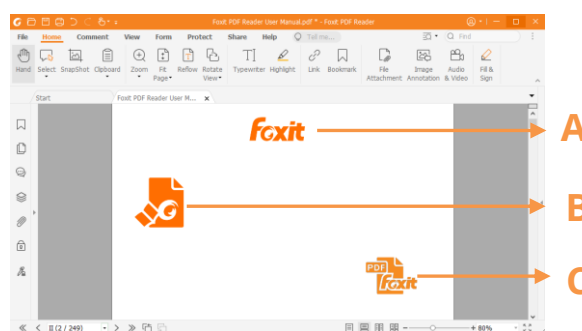 Foxit PDF Reader User Manual.pdf * - Foxit PDF Reader
File Home Comment View Form Protect Share Help Tell me... Find
Hand Select SnapShot Clipboard Zoom Fit Page Reflow Rotate View Typewriter Highlight Link Bookmark File Attachment Image Annotation Audio & Video Fill & Sign
Start Foxit PDF Reader User M...
Foxit
A
B
PDF
Foxit
C
II (2 / 249) + 80%